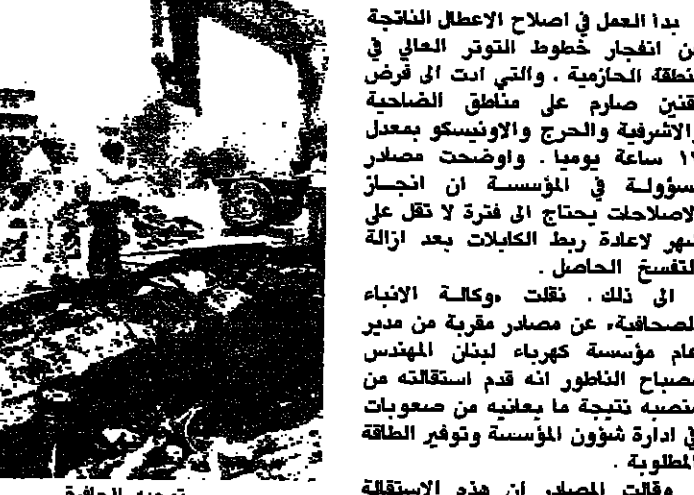 بدأ العمل في اصلاح الاعطال الناتجة
من انفجار خطوط التوتر العالي في
منطقة الحازمية . والتي ادت الى فرض
تقنين صارم على مناطق الضاحية
والاشرفية والحرج والاونيسكو بمعدل
ساعة يوميا . واوضحت مصادر
مسؤولة في المؤسسة ان انجاز
الاصلاحات يحتاج الى فترة لا تقل على
شهر لاعادة ربط الكابلات بعد ازالة
التفسخ الحاصل .
الى ذلك . نقلت «وكالة الانباء
الصحافية» عن مصادر مقربة من مدير
عام مؤسسة كهرباء لبنان المهندس
مصباح الناطور انه قدم استقالته من
منصبه نتيجة ما يعانيه من صعوبات
في ادارة شؤون المؤسسة وتوفير الطاقة
المطلوبة .
وقالت المصادر ان هذه الاستقالة